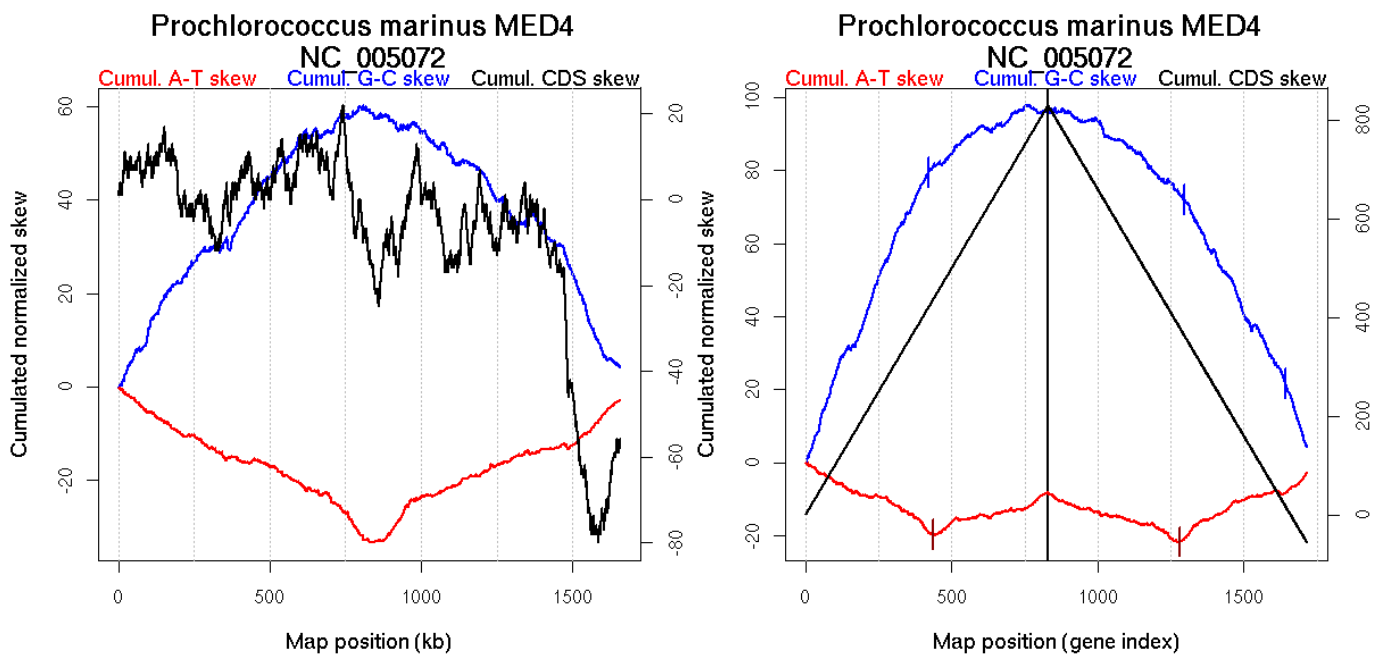 Prochlorococcus marinus MED4
NC_005072
Cumul. A-T skew Cumul. G-C skew Cumul. CDS skew
Cumulated normalized skew
60
40
20
0
-20
20
0
-20
-40
-60
-80
0 500 1000 1500
Map position (kb)
Prochlorococcus marinus MED4
NC_005072
Cumul. A-T skew Cumul. G-C skew Cumul. CDS skew
Cumulated normalized skew
100
80
60
40
20
0
-20
800
600
400
200
0
0 500 1000 1500
Map position (gene index)